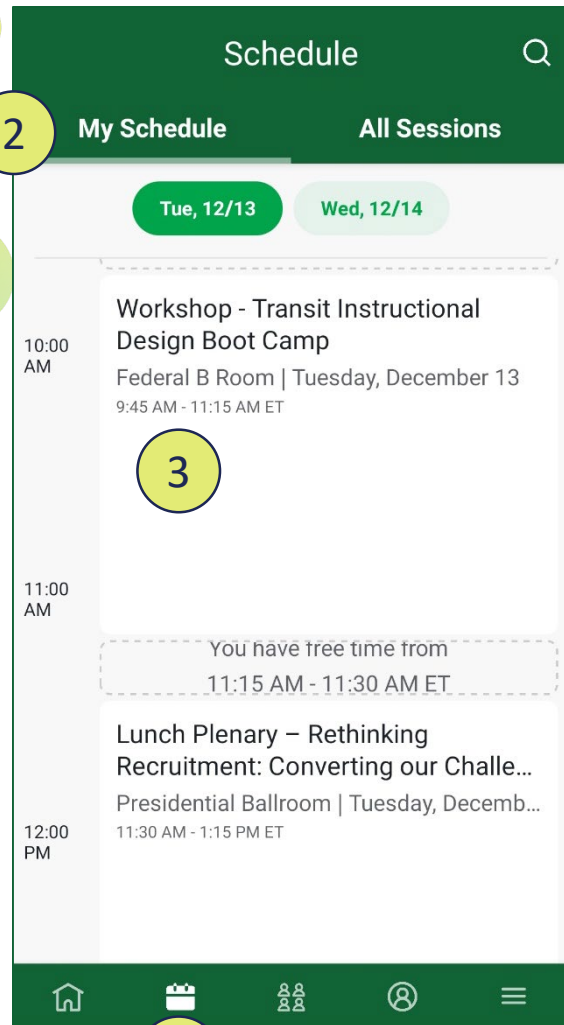 Schedule
2
My Schedule All Sessions
Tue, 12/13 Wed, 12/14
Workshop - Transit Instructional
Design Boot Camp
10:00
AM
Federal B Room | Tuesday, December 13
9:45 AM - 11:15 AM ET
3
11:00
AM
You have free time from
11:15 AM - 11:30 AM ET
Lunch Plenary – Rethinking
Recruitment: Converting our Challe...
Presidential Ballroom | Tuesday, Decemb...
12:00
PM
11:30 AM - 1:15 PM ET